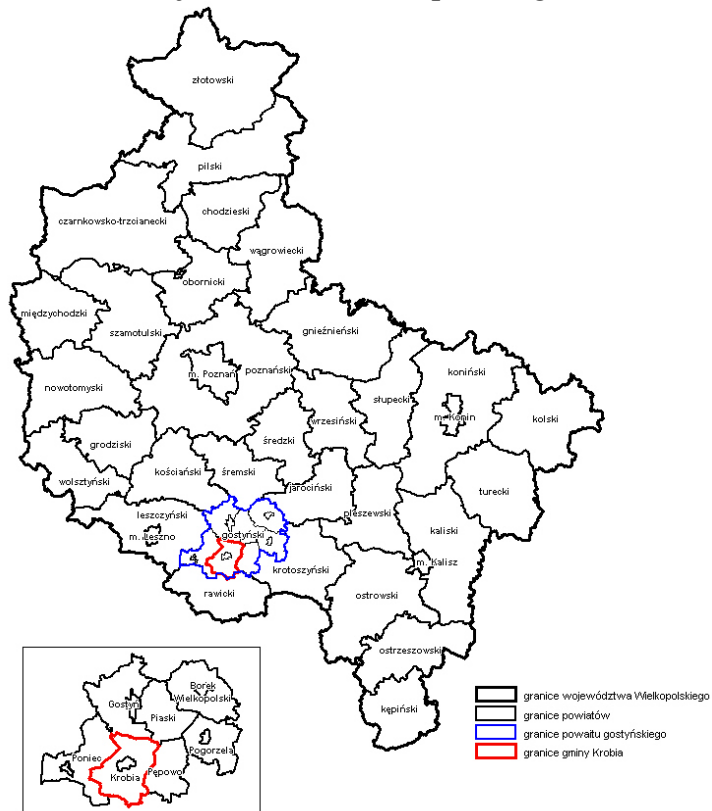 złotowski
pilski
chodzieski
czarnkowsko-trzcianecki
wągrowiecki
obornicki
międzychodzki
szamotulski
gnieźnieński
m. Poznań
poznański
koniński
nowotomyski
słupecki
m. Konin
kolski
wrzesiński
grodziski
średzki
kościański
śremski
wolsztyński
jarociński
turecki
leszczyński
pleszewski
kaliski
m. Leszno
gostyński
m. Kalisz
krotoszyński
rawicki
ostrowski
ostrzeszowski
kępiński
Borek
Wielkopolski
Gostyń
Piaski
Pogorzela
Poniec
Krobia
Pępowo
granice województwa Wielkopolskiego
granice powiatów
granice powaitu gostyńskiego
granice gminy Krobia